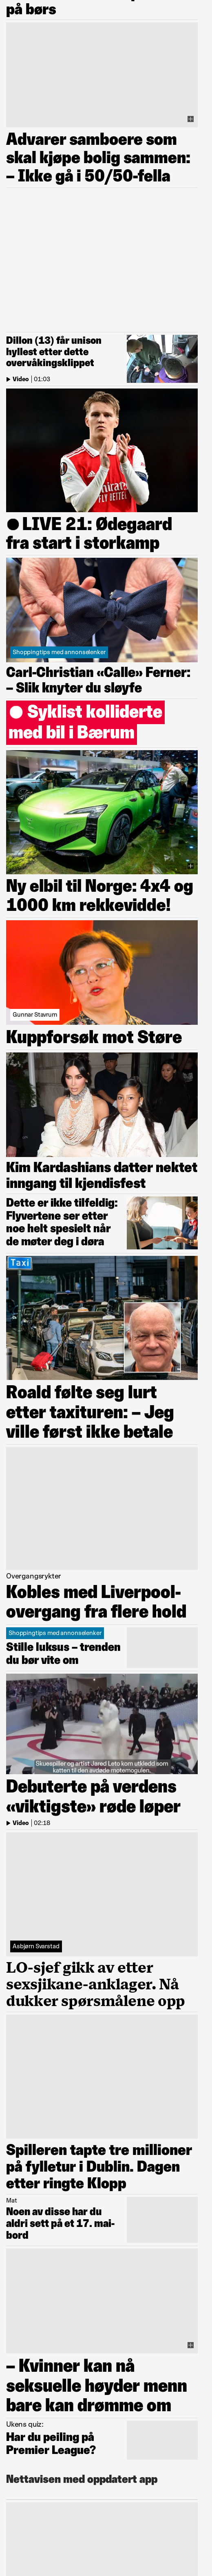 på børs
Advarer samboere som
skal kjøpe bolig sammen:
– Ikke gå i 50/50-fella
Dillon (13) får unison
hyllest etter dette
overvåkingsklippet
Video | 01:03
● LIVE 21: Ødegaard
fra start i storkamp
Shoppingtips med annonselenker
Carl-Christian «Calle» Ferner:
– Slik knyter du sløyfe
● Syklist kolliderte
med bil i Bærum
Ny elbil til Norge: 4x4 og
1000 km rekkevidde!
Gunnar Stavrum
Kuppforsøk mot Støre
Kim Kardashians datter nektet
inngang til kjendisfest
Dette er ikke tilfeldig:
Flyvertene ser etter
noe helt spesielt når
de møter deg i døra
Taxi
Roald følte seg lurt
etter taxituren: – Jeg
ville først ikke betale
Overgangsrykter
Kobles med Liverpool-
overgang fra flere hold
Shoppingtips med annonselenker
Stille luksus – trenden
du bør vite om
Skuespiller og artist Jared Leto kom utkledd som
katten til den avdøde motemogulen.
Debuterte på verdens
«viktigste» røde løper
Video | 02:18
Asbjørn Svarstad
LO-sjef gikk av etter
sexsjikane-anklager. Nå
dukker spørsmålene opp
Spilleren tapte tre millioner
på fylletur i Dublin. Dagen
etter ringte Klopp
Mat
Noen av disse har du
aldri sett på et 17. mai-
bord
– Kvinner kan nå
seksuelle høyder menn
bare kan drømme om
Ukens quiz:
Har du peiling på
Premier League?
Nettavisen med oppdatert app